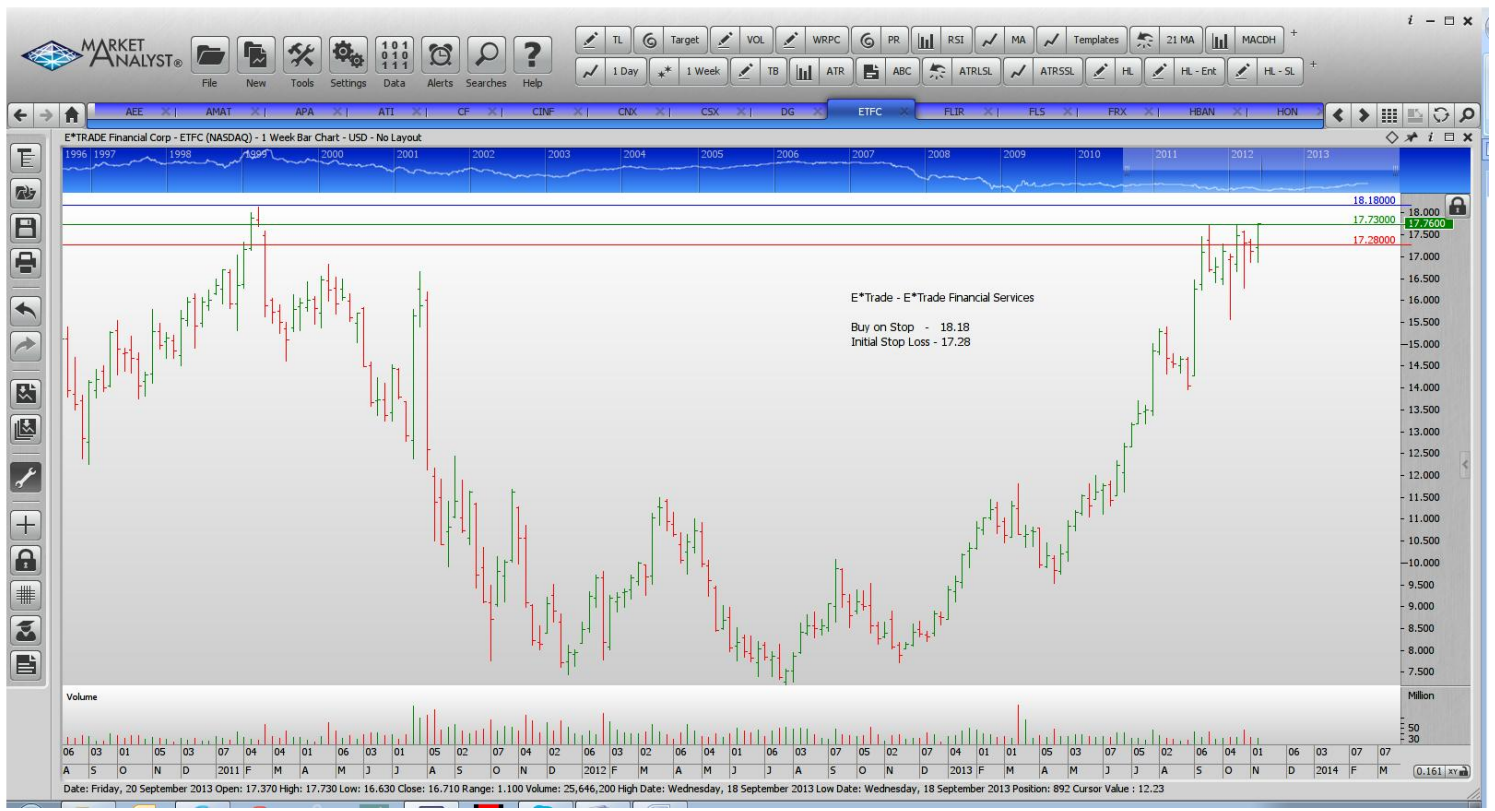 i
MARKET
ANALYST®
File
New
Tools
Settings
Data
Alerts
Searches
Help
TL
Target
VOL
WRPC
PR
RSI
MA
Templates
21 MA
MACDH
+
1 Day
1 Week
TB
ATR
ABC
ATRLSL
ATRSSL
HL
HL - Ent
HL - SL
+
101
010
111
AEE
AMAT
APA
ATI
CF
CINF
CNX
CSX
DG
ETFC
FLIR
FLS
FRX
HBAN
HON
E*TRADE Financial Corp - ETFC (NASDAQ) - 1 Week Bar Chart - USD - No Layout
1996 1997 1998 1999 2000 2001 2002 2003 2004 2005 2006 2007 2008 2009 2010 2011 2012 2013
18.18000
18.000
17.73000
17.7600
17.500
17.28000
17.000
16.500
E*Trade - E*Trade Financial Services
16.000
Buy on Stop - 18.18
15.500
Initial Stop Loss - 17.28
15.000
14.500
14.000
13.500
13.000
12.500
12.000
11.500
11.000
10.500
10.000
9.500
9.000
8.500
8.000
7.500
Volume
Million
50
30
06 03 01 05 03 07 04 04 01 06 03 01 05 02 07 04 02 06 03 02 06 04 01 06 03 07 05 02 07 04 01 01 05 03 07 05 02 06 04 01 06 03 07 07
A S O N D 2011 F M A M J J A S O N D 2012 F M A M J J A S O N D 2013 F M A M J J A S O N D 2014 F M
0.161 XY
Date: Friday, 20 September 2013 Open: 17.370 High: 17.730 Low: 16.630 Close: 16.710 Range: 1.100 Volume: 25,646,200 High Date: Wednesday, 18 September 2013 Low Date: Wednesday, 18 September 2013 Position: 892 Cursor Value : 12.23